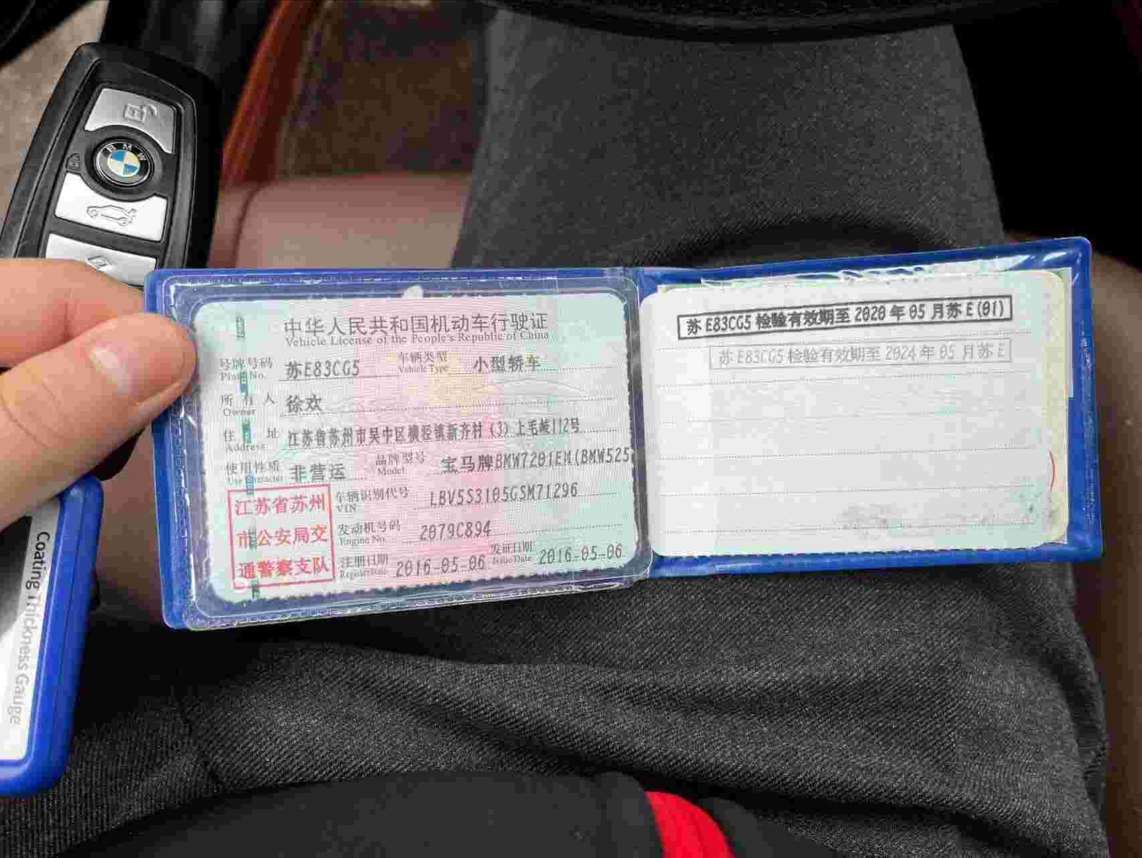 BMW
中华人民共和国机动车行驶证
Vehicle License of the People's Republic of China
号牌号码 苏E83CG5 车辆类型 小型轿车
Plate No. Vehicle Type
所有人 徐欢
Owner
住址 江苏省苏州市吴中区横泾镇新齐村(3)上毛岐112号
Address
使用性质 非营运 品牌型号 宝马牌BMW7201EM(BMW525
Use Character Model
车辆识别代号 LBV5S3105GSM71296
VIN
发动机号码 2079C894
Engine No.
注册日期 2016-05-06 发证日期 2016-05-06
Register Date Issue Date
江苏省苏州
市公安局交
通警察支队
苏E83CG5检验有效期至2020年05月苏E(01)
苏E83CG5检验有效期至2024年05月苏E
Coating Thickness Gauge